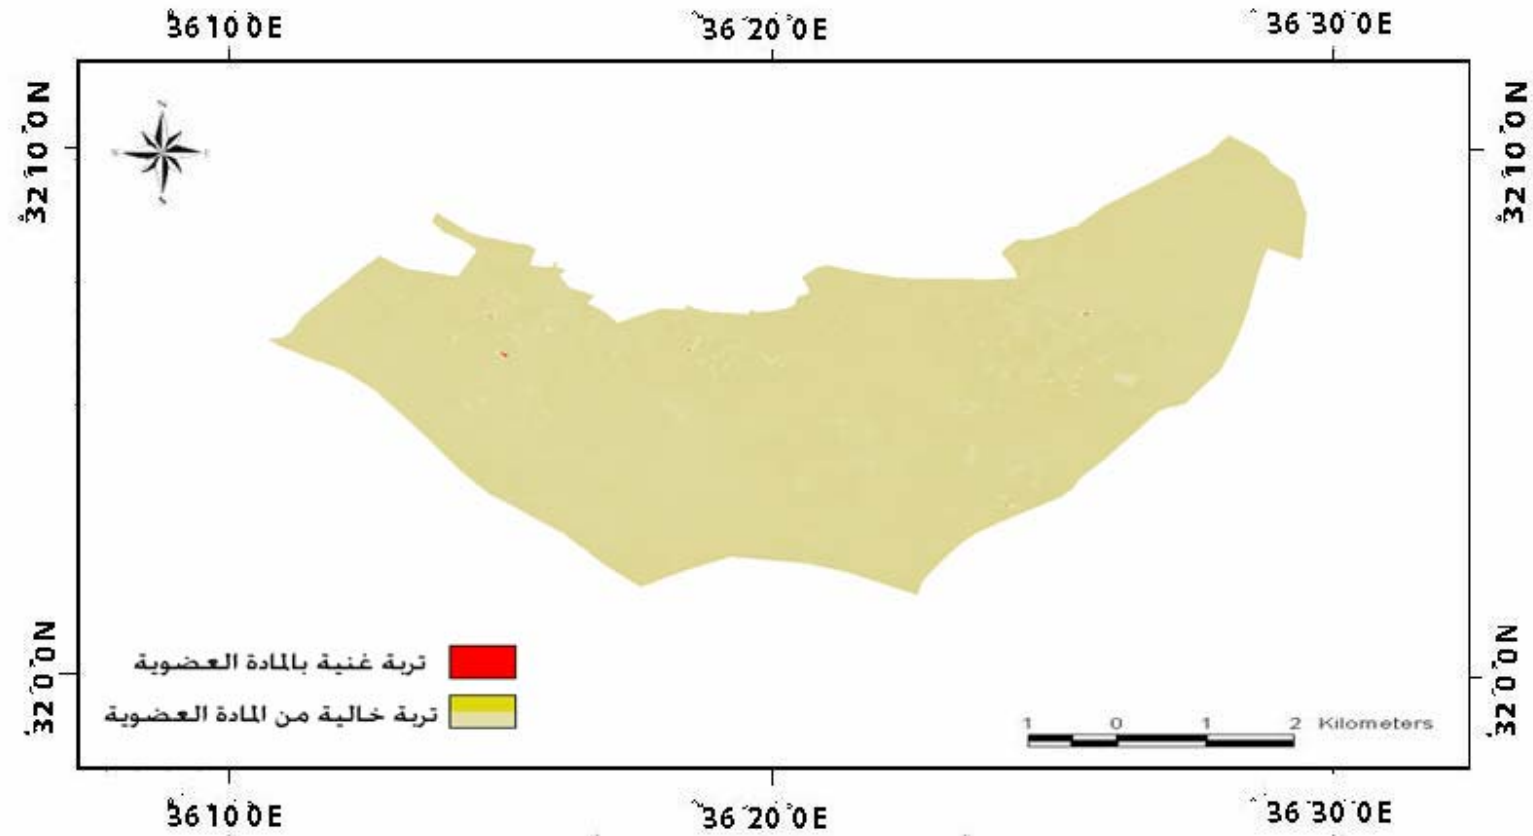 36°10'0"E 36°20'0"E 36°30'0"E
32°10'0"N 32°10'0"N
تربة غنية بالمادة العضوية
تربة خالية من المادة العضوية
32°0'0"N 32°0'0"N
1 0 1 2 Kilometers
36°10'0"E 36°20'0"E 36°30'0"E